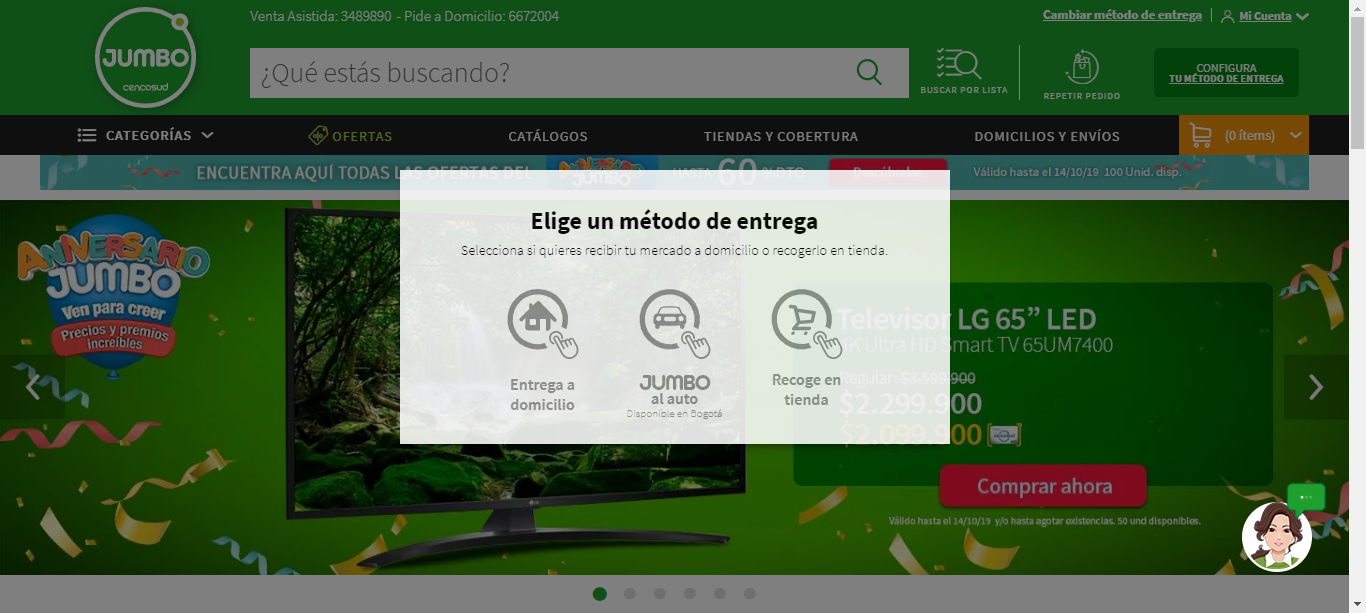 Venta Asistida: 3489890 - Pide a Domicilio: 6672004
Cambiar método de entrega
Mi Cuenta
JUMBO
cencosud
¿Qué estás buscando?
BUSCAR POR LISTA
REPETIR PEDIDO
CONFIGURA
TU MÉTODO DE ENTREGA
CATEGORÍAS
OFERTAS
CATÁLOGOS
TIENDAS Y COBERTURA
DOMICILIOS Y ENVÍOS
(0 ítems)
ENCUENTRA AQUÍ TODAS LAS OFERTAS DEL
JUMBO
HASTA 60 %DTO
Válido hasta el 14/10/19 100 Unid. disp.
Elige un método de entrega
Selecciona si quieres recibir tu mercado a domicilio o recogerlo en tienda.
Entrega a
domicilio
JUMBO
al auto
Disponible en Bogotá
Recoge en
tienda
ANIVERSARIO
JUMBO
Ven para creer
Precios y premios
increíbles
Televisor LG 65” LED
4K Ultra HD Smart TV 65UM7400
Regular: $3.599.900
$2.299.900
$2.099.900
Comprar ahora
Válido hasta el 14/10/19 y/o hasta agotar existencias. 50 und disponibles.